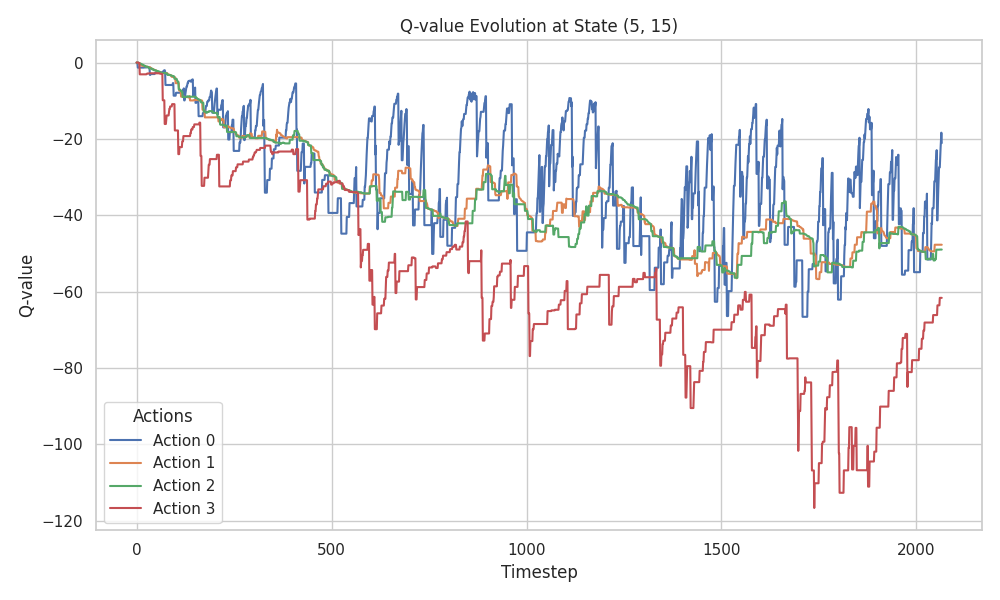 Q-value Evolution at State (5, 15)
Q-value
0
−20
−40
−60
−80
−100
−120
Actions
Action 0
Action 1
Action 2
Action 3
0 500 1000 1500 2000
Timestep